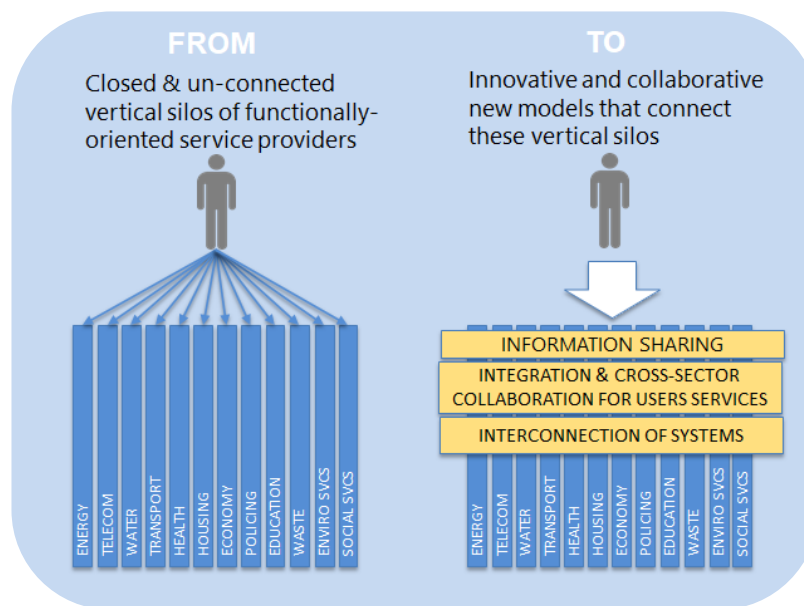 FROM
Closed & un-connected
vertical silos of functionally-
oriented service providers
ENERGY
TELECOM
WATER
TRANSPORT
HEALTH
HOUSING
ECONOMY
POLICING
EDUCATION
WASTE
ENVIRO SVCS
SOCIAL SVCS
TO
Innovative and collaborative
new models that connect
these vertical silos
INFORMATION SHARING
INTEGRATION & CROSS-SECTOR
COLLABORATION FOR USERS SERVICES
INTERCONNECTION OF SYSTEMS
ENERGY
TELECOM
WATER
TRANSPORT
HEALTH
HOUSING
ECONOMY
POLICING
EDUCATION
WASTE
ENVIRO SVCS
SOCIAL SVCS